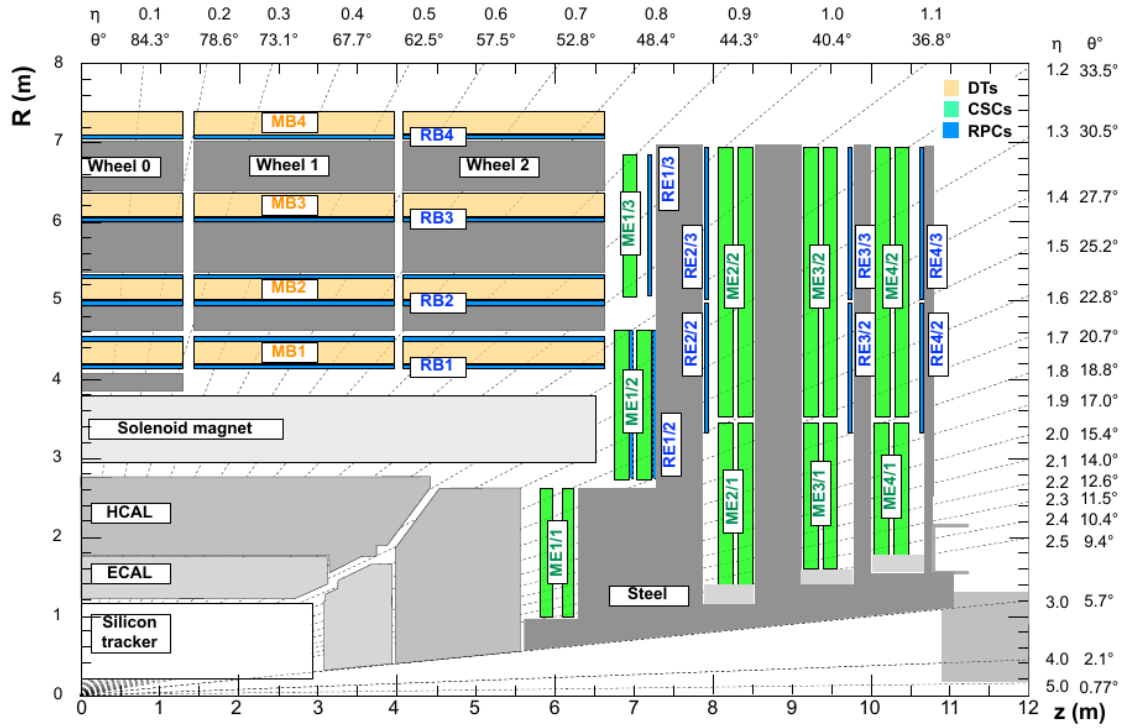 η 0.1 0.2 0.3 0.4 0.5 0.6 0.7 0.8 0.9 1.0 1.1
θ° 84.3° 78.6° 73.1° 67.7° 62.5° 57.5° 52.8° 48.4° 44.3° 40.4° 36.8° η θ°
R (m)
8
7
6
5
4
3
2
1
0
1.2 33.5°
1.3 30.5°
1.4 27.7°
1.5 25.2°
1.6 22.8°
1.7 20.7°
1.8 18.8°
1.9 17.0°
2.0 15.4°
2.1 14.0°
2.2 12.6°
2.3 11.5°
2.4 10.4°
2.5 9.4°
3.0 5.7°
4.0 2.1°
5.0 0.77°
DTs
CSCs
RPCs
MB4
RB4
Wheel 0 Wheel 1 Wheel 2
MB3
RB3
MB2
RB2
MB1
RB1
Solenoid magnet
HCAL
ECAL
Silicon
tracker
Steel
ME1/3
RE1/3
RE2/3
ME2/2
ME3/2
RE3/3
ME4/2
RE4/3
RE2/2
RE3/2
RE4/2
ME1/2
RE1/2
ME1/1
ME2/1
ME3/1
ME4/1
0 1 2 3 4 5 6 7 8 9 10 11 12
z (m)